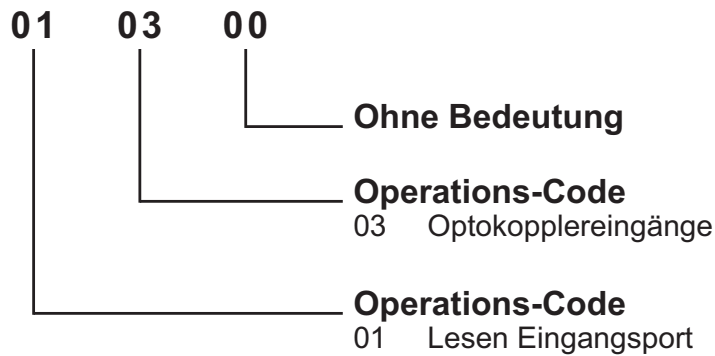 01 03 00
Ohne Bedeutung
Operations-Code
03 Optokopplereingänge
Operations-Code
01 Lesen Eingangsport